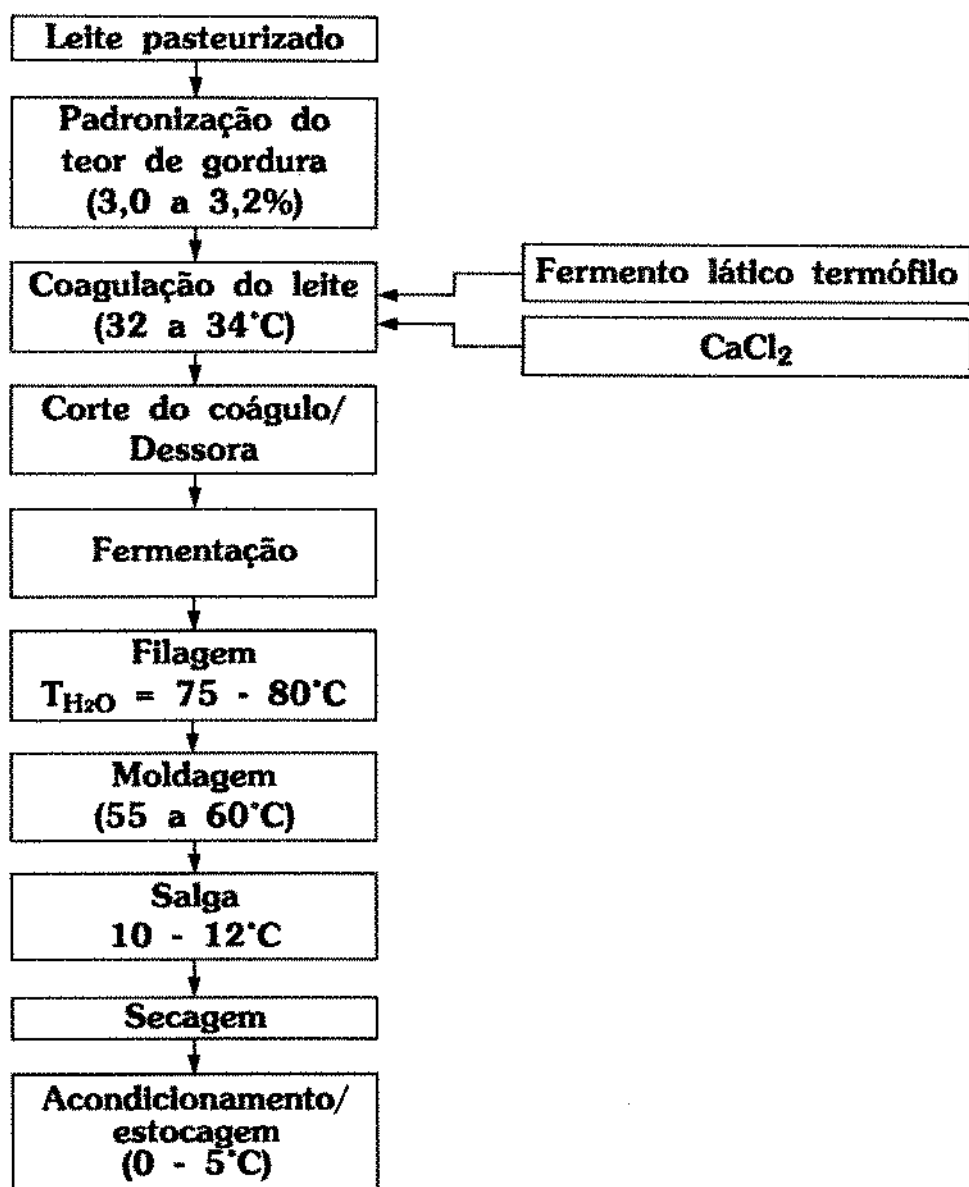 Leite pasteurizado
Padronização do
teor de gordura
(3,0 a 3,2%)
Coagulação do leite
(32 a 34°C)
Fermento lático termófilo
CaCl₂
Corte do coágulo/
Dessora
Fermentação
Filagem
T_H₂O = 75 - 80°C
Moldagem
(55 a 60°C)
Salga
10 - 12°C
Secagem
Acondicionamento/
estocagem
(0 - 5°C)